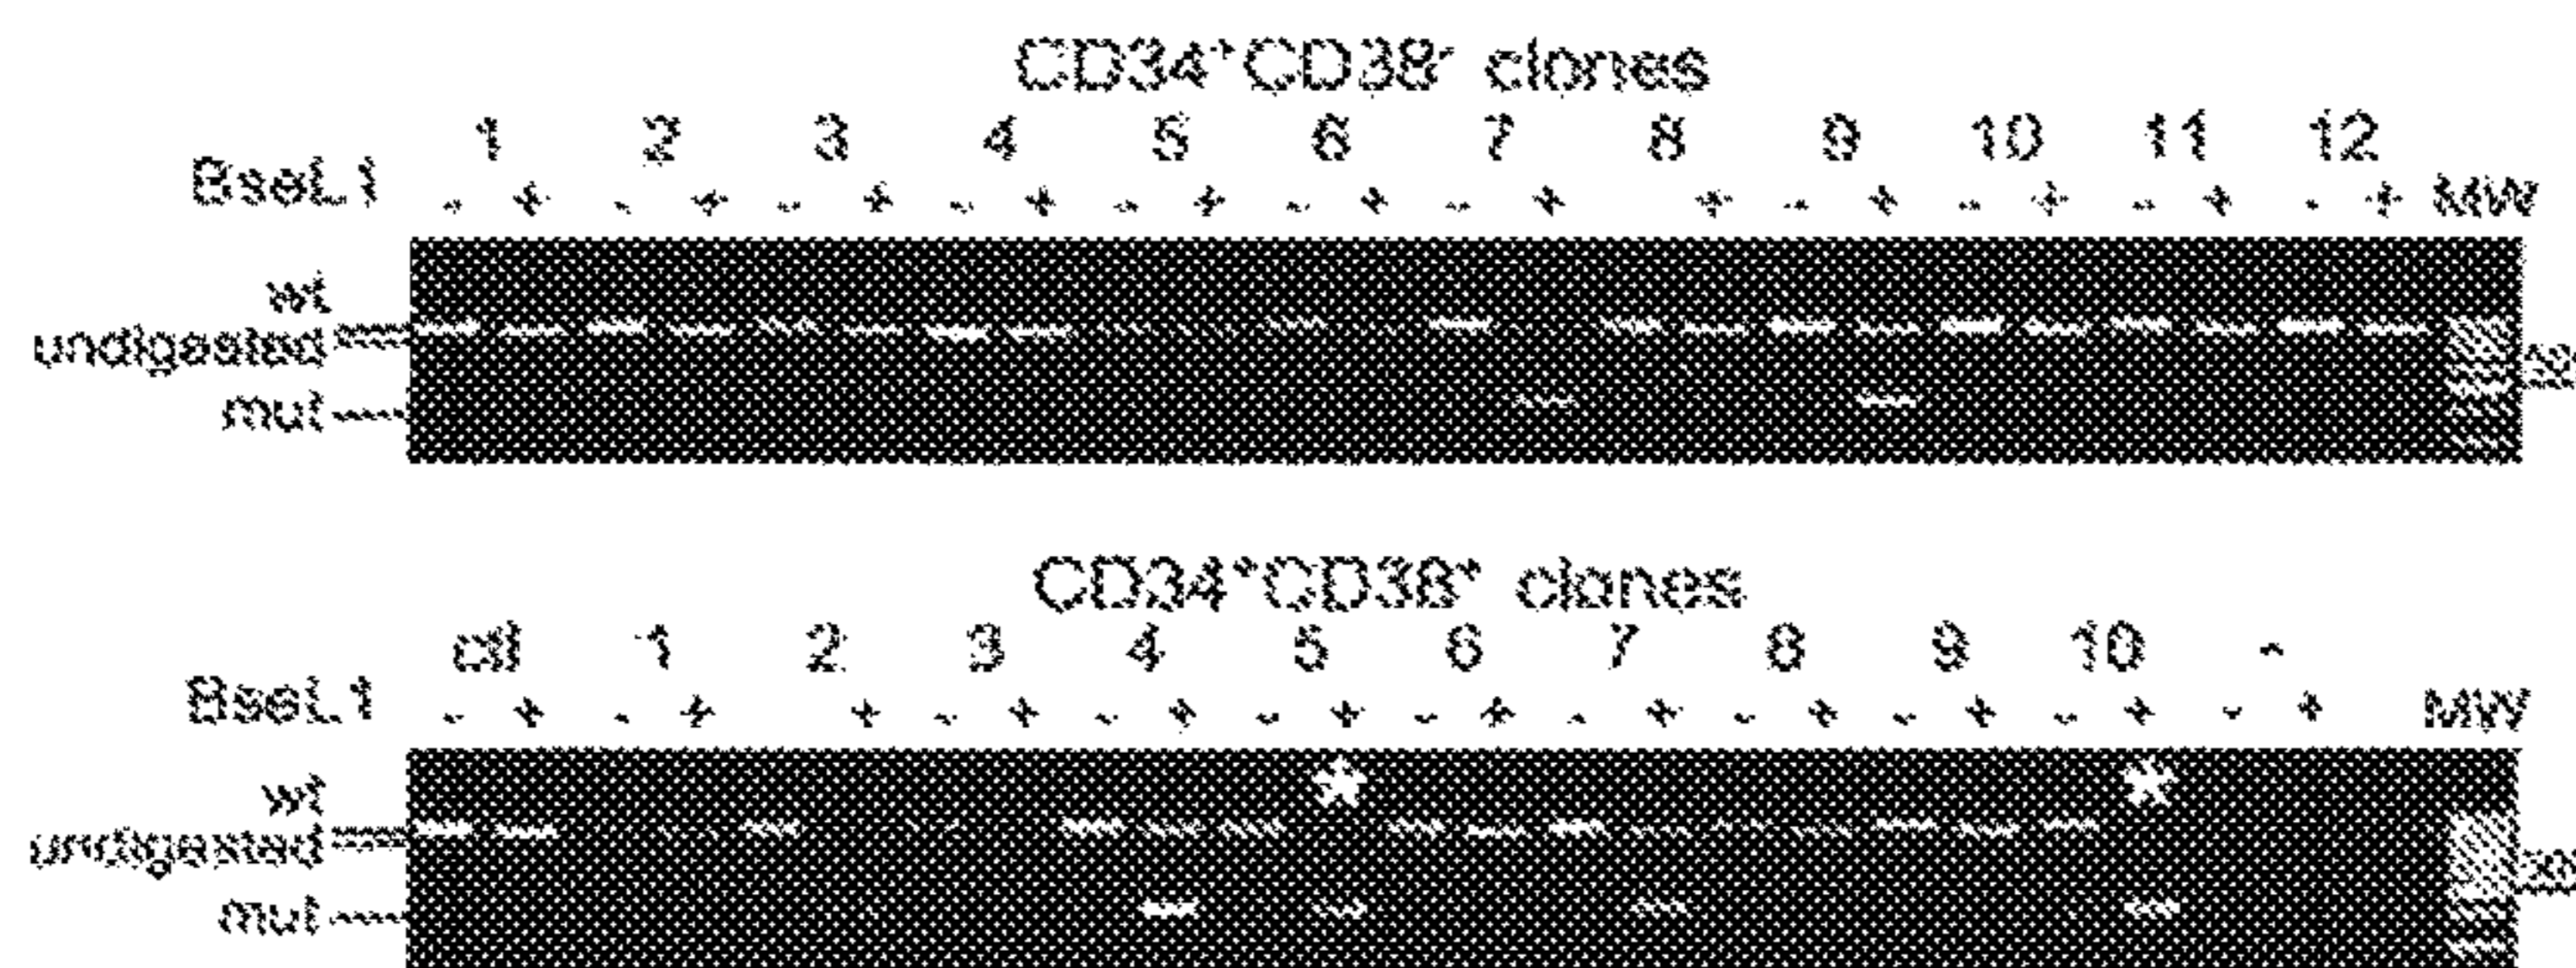 CD34⁺CD38⁻ clones
1 2 3 4 5 6 7 8 9 10 11 12
BseL1 - + - + - + - + - + - + - + + - + - + - + - + MW
wt
undigested
mut
CD34⁺CD38⁺ clones
ctl 1 2 3 4 5 6 7 8 9 10 -
BseL1 - + - + + - + - + - + - + - + - + - + - + - + MW
* *
wt
undigested
mut